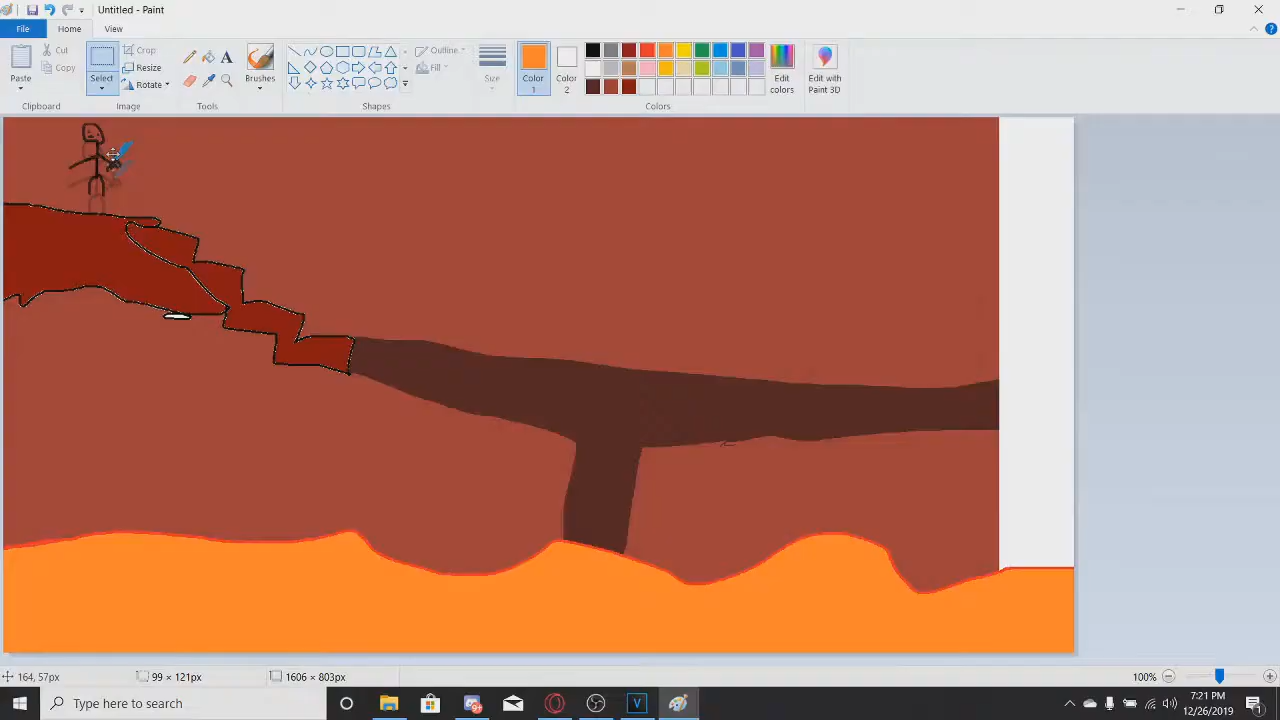 Untitled - Paint
File
Home
View
Paste
Cut
Copy
Clipboard
Select
Crop
Resize
Rotate
Image
A
Tools
Brushes
Outline
Fill
Shapes
Size
Color 1
Color 2
Edit colors
Colors
Edit with Paint 3D
164, 57px
99 × 121px
1606 × 803px
100%
Type here to search
V
7:21 PM
12/26/2019